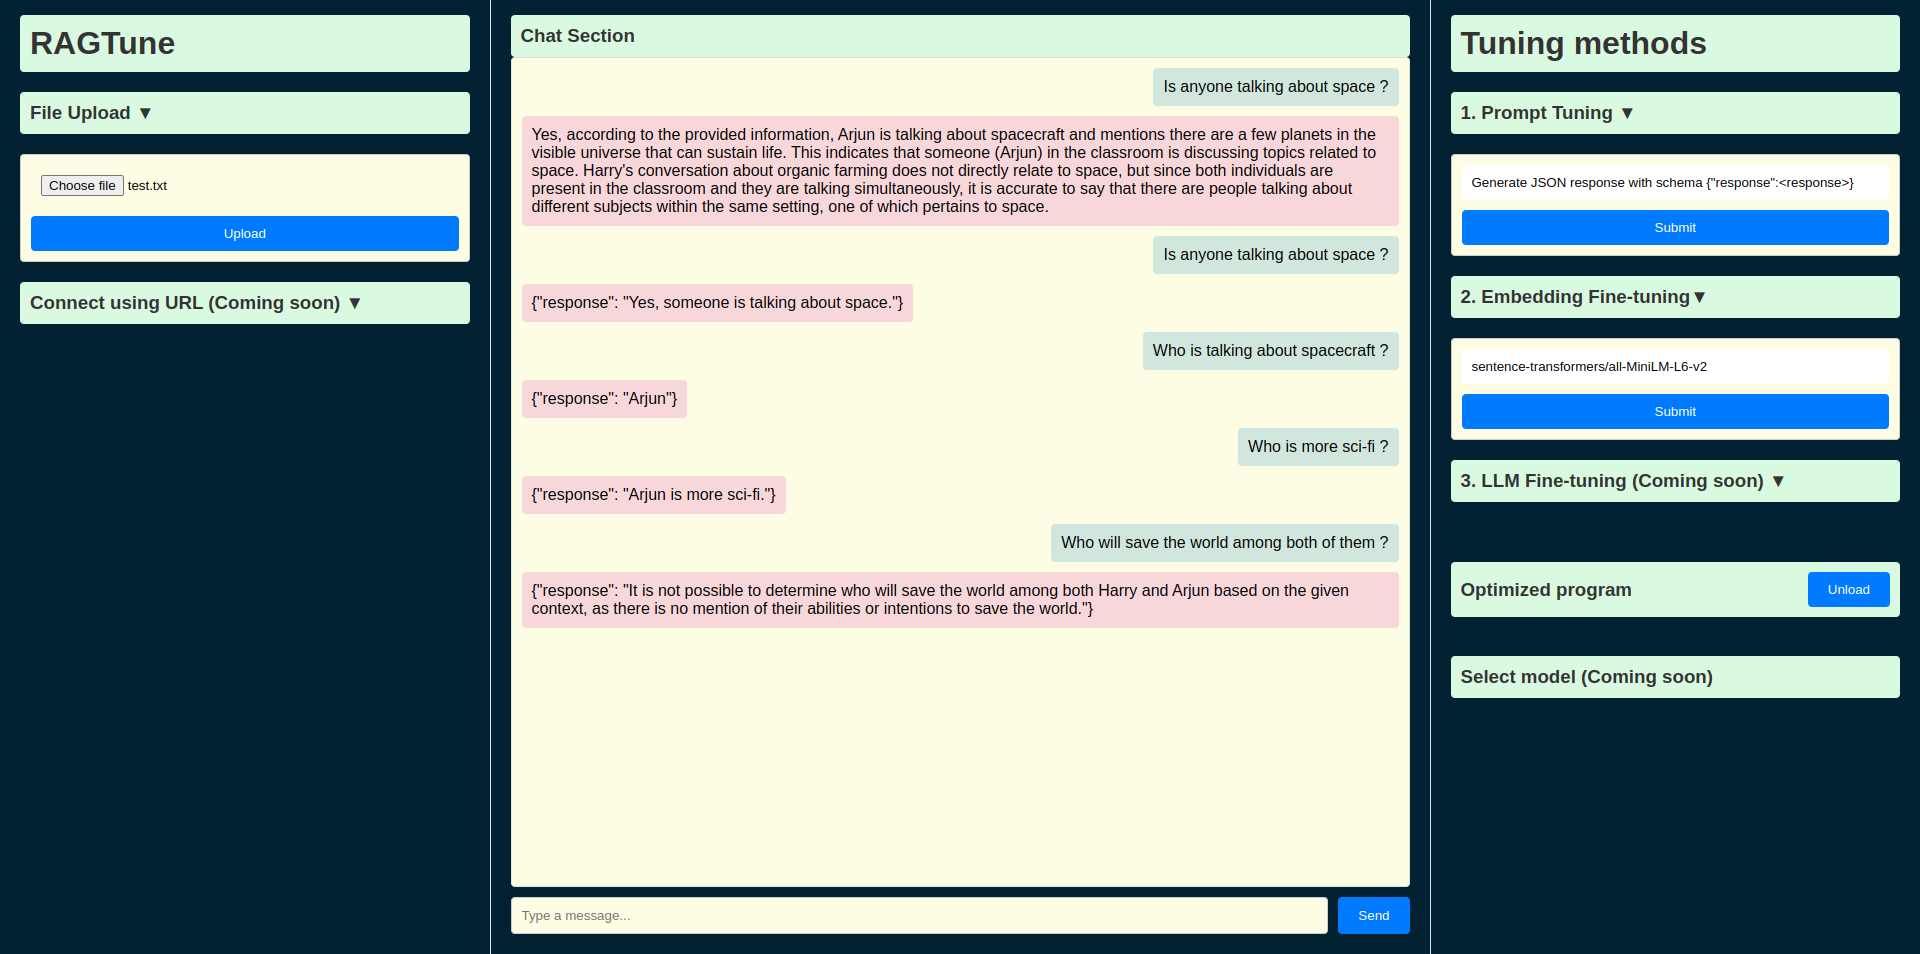 RAGTune
File Upload ▼
Choose file test.txt
Upload
Connect using URL (Coming soon) ▼
Chat Section
Is anyone talking about space ?
Yes, according to the provided information, Arjun is talking about spacecraft and mentions there are a few planets in the
visible universe that can sustain life. This indicates that someone (Arjun) in the classroom is discussing topics related to
space. Harry's conversation about organic farming does not directly relate to space, but since both individuals are
present in the classroom and they are talking simultaneously, it is accurate to say that there are people talking about
different subjects within the same setting, one of which pertains to space.
Is anyone talking about space ?
{"response": "Yes, someone is talking about space."}
Who is talking about spacecraft ?
{"response": "Arjun"}
Who is more sci-fi ?
{"response": "Arjun is more sci-fi."}
Who will save the world among both of them ?
{"response": "It is not possible to determine who will save the world among both Harry and Arjun based on the given
context, as there is no mention of their abilities or intentions to save the world."}
Type a message...
Send
Tuning methods
1. Prompt Tuning ▼
Generate JSON response with schema {"response":<response>}
Submit
2. Embedding Fine-tuning▼
sentence-transformers/all-MiniLM-L6-v2
Submit
3. LLM Fine-tuning (Coming soon) ▼
Optimized program
Unload
Select model (Coming soon)